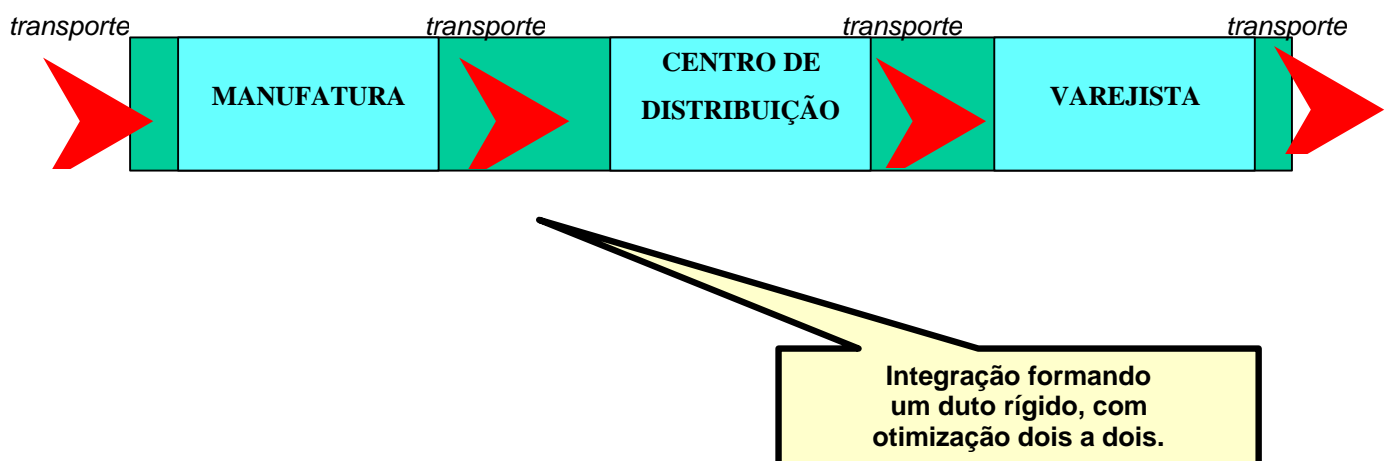 transporte transporte transporte transporte
MANUFATURA
CENTRO DE
DISTRIBUIÇÃO
VAREJISTA
Integração formando
um duto rígido, com
otimização dois a dois.